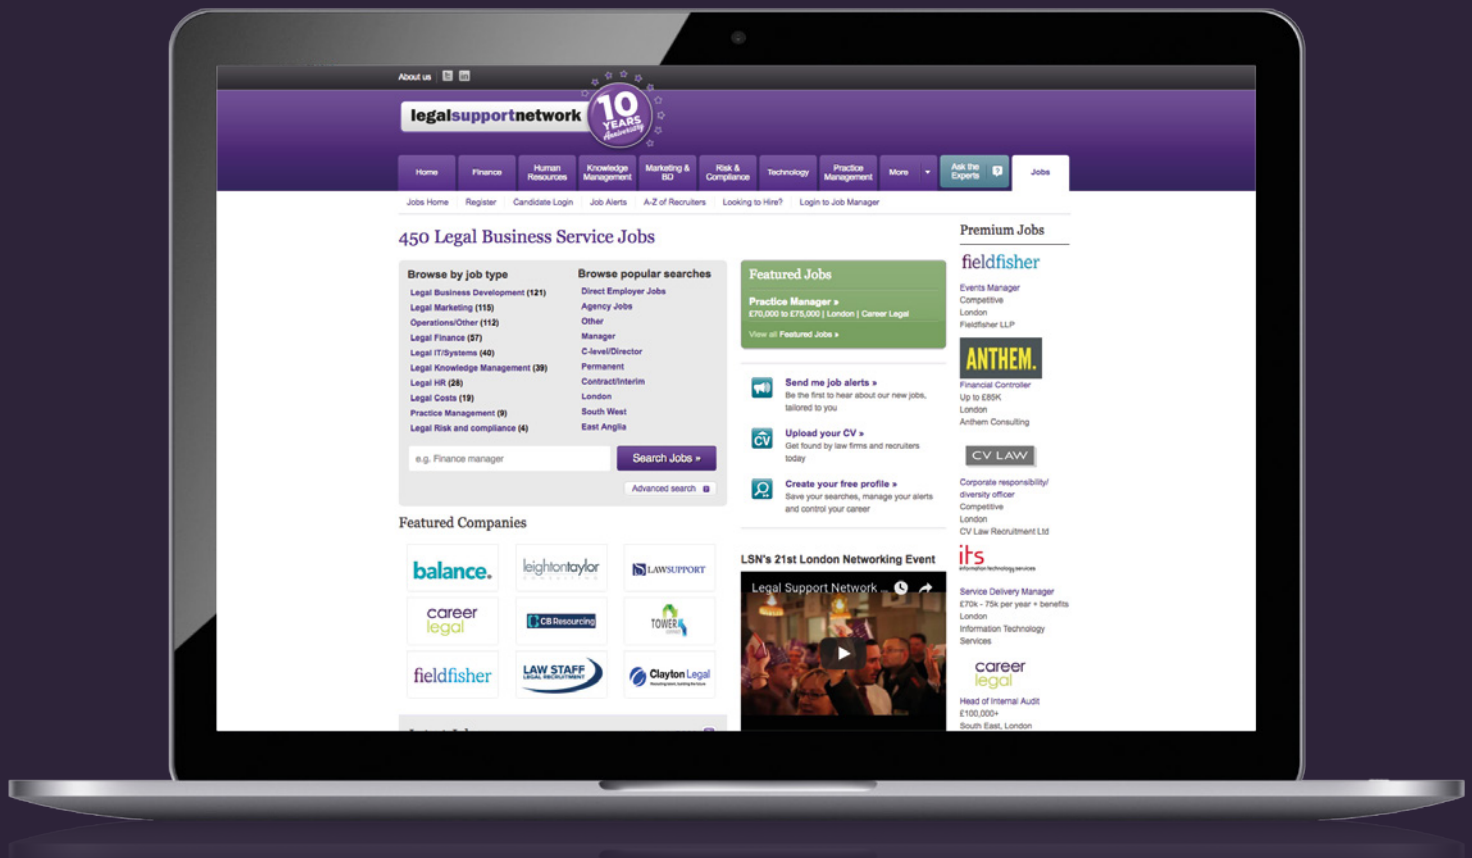 About us
legalsupportnetwork
10
YEARS
Anniversary
Home
Finance
Human
Resources
Knowledge
Management
Marketing &
BD
Risk &
Compliance
Technology
Practice
Management
More
Ask the
Experts
Jobs
Jobs Home
Register
Candidate Login
Job Alerts
A-Z of Recruiters
Looking to Hire?
Login to Job Manager
450 Legal Business Service Jobs
Browse by job type
Legal Business Development (121)
Legal Marketing (115)
Operations/Other (112)
Legal Finance (57)
Legal IT/Systems (40)
Legal Knowledge Management (39)
Legal HR (28)
Legal Costs (19)
Practice Management (9)
Legal Risk and compliance (4)
Browse popular searches
Direct Employer Jobs
Agency Jobs
Other
Manager
C-level/Director
Permanent
Contract/Interim
London
South West
East Anglia
e.g. Finance manager
Search Jobs »
Advanced search
Featured Companies
balance.
leightontaylor
CONSULTING
LAWSUPPORT
career
legal
CB Resourcing
TOWER
fieldfisher
LAW STAFF
LEGAL RECRUITMENT
Clayton Legal
Featured Jobs
Practice Manager »
£70,000 to £75,000 | London | Career Legal
View all Featured Jobs »
Send me job alerts »
Be the first to hear about our new jobs,
tailored to you
CV
Upload your CV »
Get found by law firms and recruiters
today
Create your free profile »
Save your searches, manage your alerts
and control your career
LSN's 21st London Networking Event
Legal Support Network ...
Premium Jobs
fieldfisher
Events Manager
Competitive
London
Fieldfisher LLP
ANTHEM.
Financial Controller
Up to £85K
London
Anthem Consulting
CV LAW
Corporate responsibility/
diversity officer
Competitive
London
CV Law Recruitment Ltd
its
information technology services
Service Delivery Manager
£70k - 75k per year + benefits
London
Information Technology
Services
career
legal
Head of Internal Audit
£100,000+
South East, London